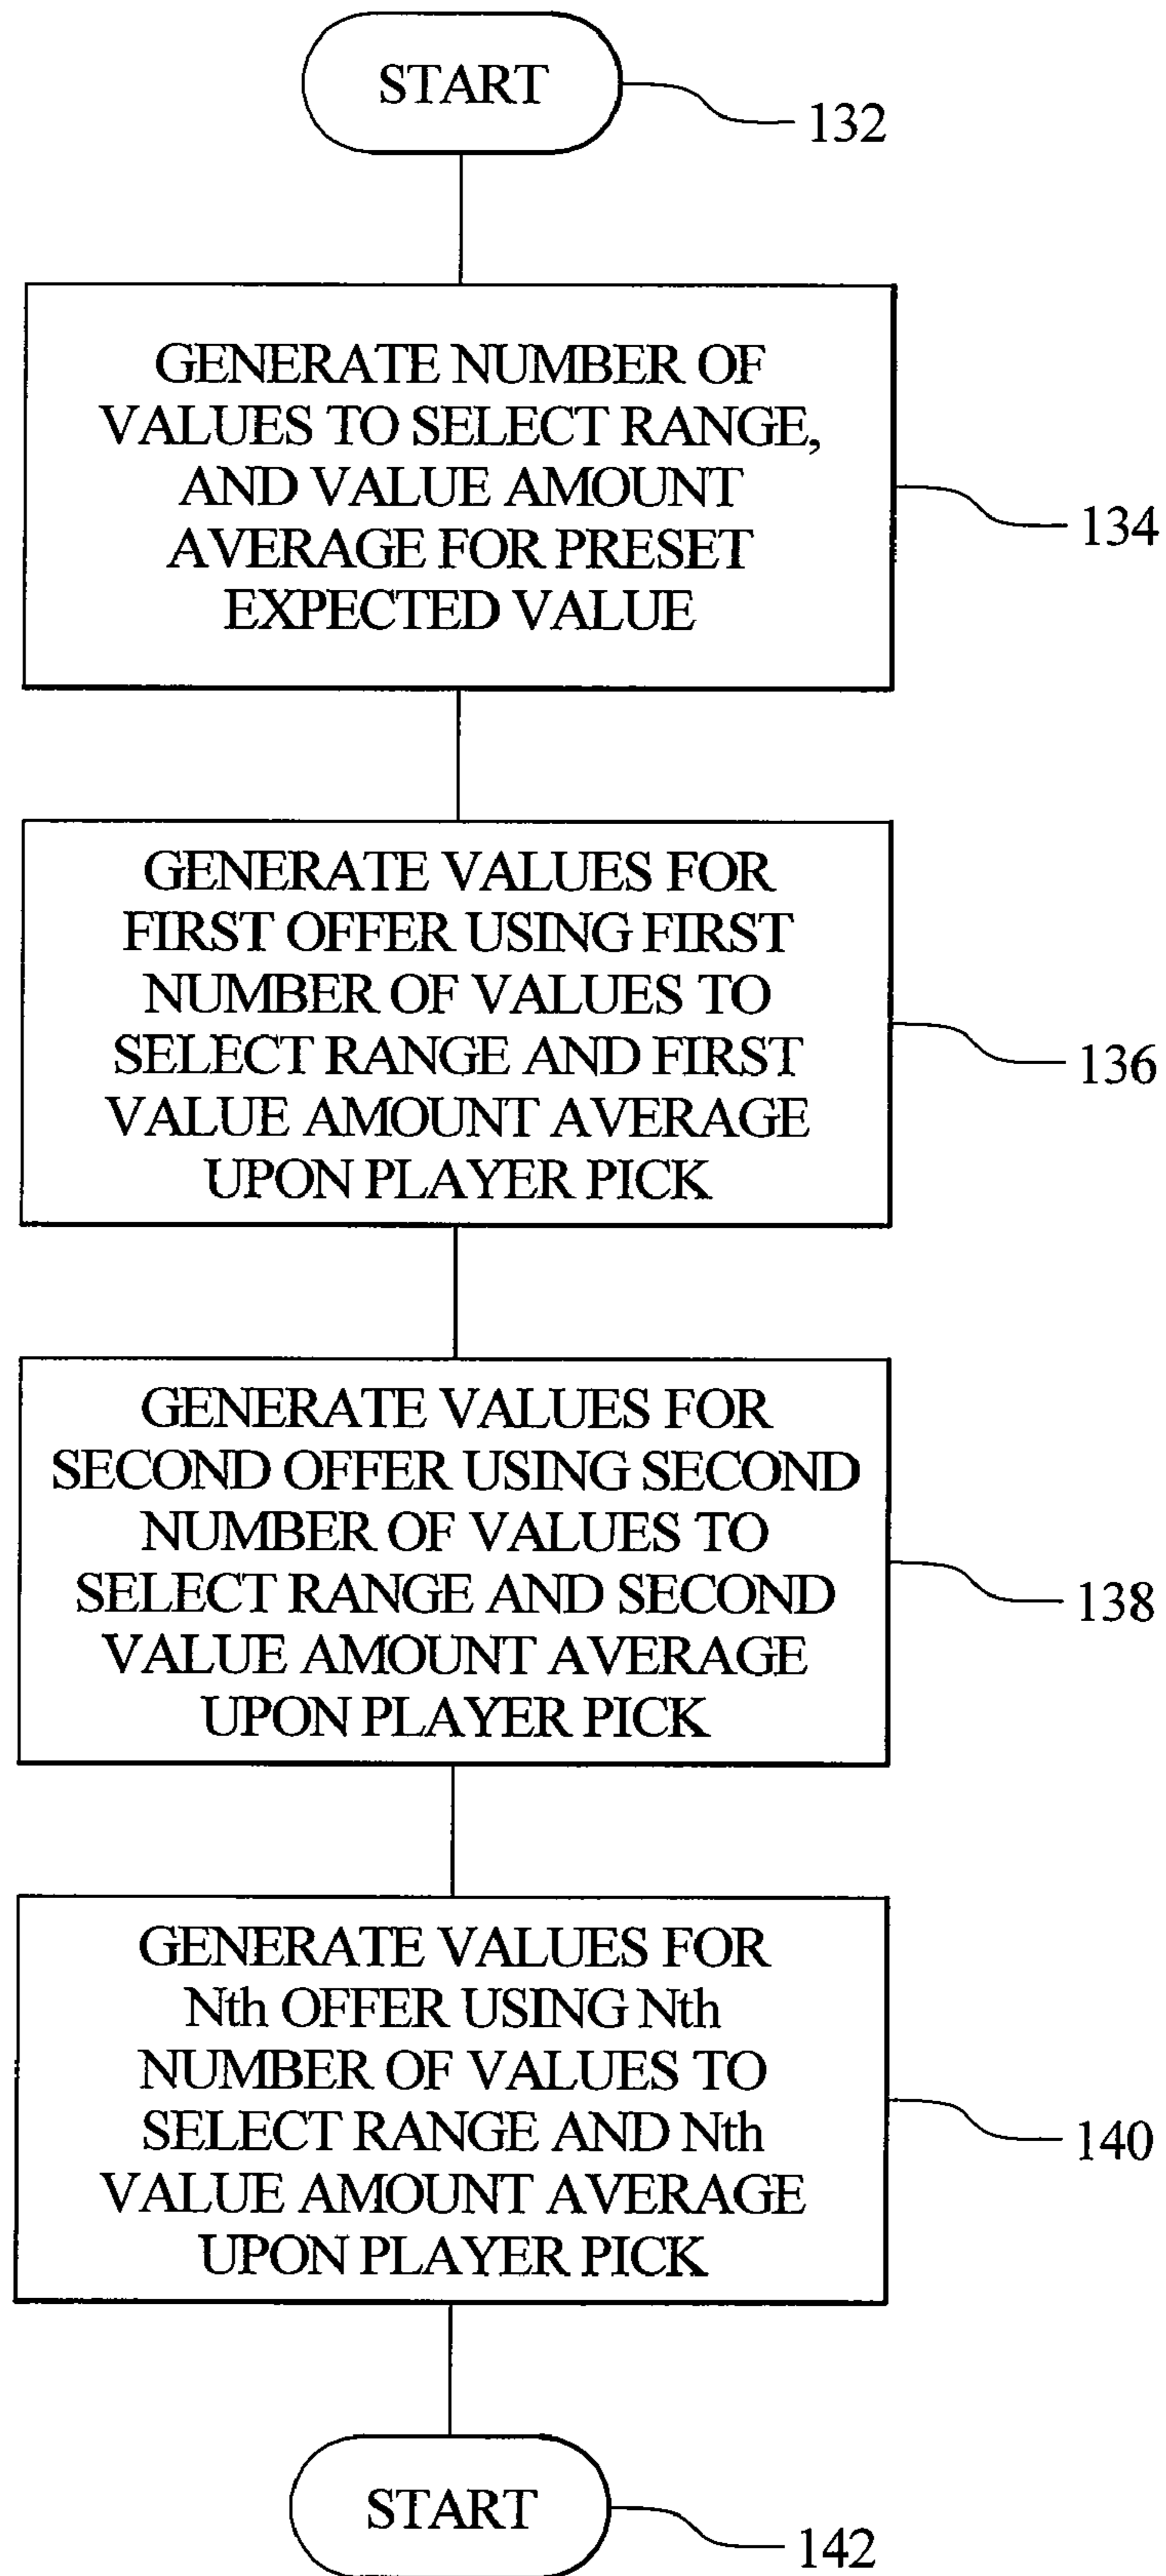 START
132
GENERATE NUMBER OF
VALUES TO SELECT RANGE,
AND VALUE AMOUNT
AVERAGE FOR PRESET
EXPECTED VALUE
134
GENERATE VALUES FOR
FIRST OFFER USING FIRST
NUMBER OF VALUES TO
SELECT RANGE AND FIRST
VALUE AMOUNT AVERAGE
UPON PLAYER PICK
136
GENERATE VALUES FOR
SECOND OFFER USING SECOND
NUMBER OF VALUES TO
SELECT RANGE AND SECOND
VALUE AMOUNT AVERAGE
UPON PLAYER PICK
138
GENERATE VALUES FOR
Nth OFFER USING Nth
NUMBER OF VALUES TO
SELECT RANGE AND Nth
VALUE AMOUNT AVERAGE
UPON PLAYER PICK
140
START
142